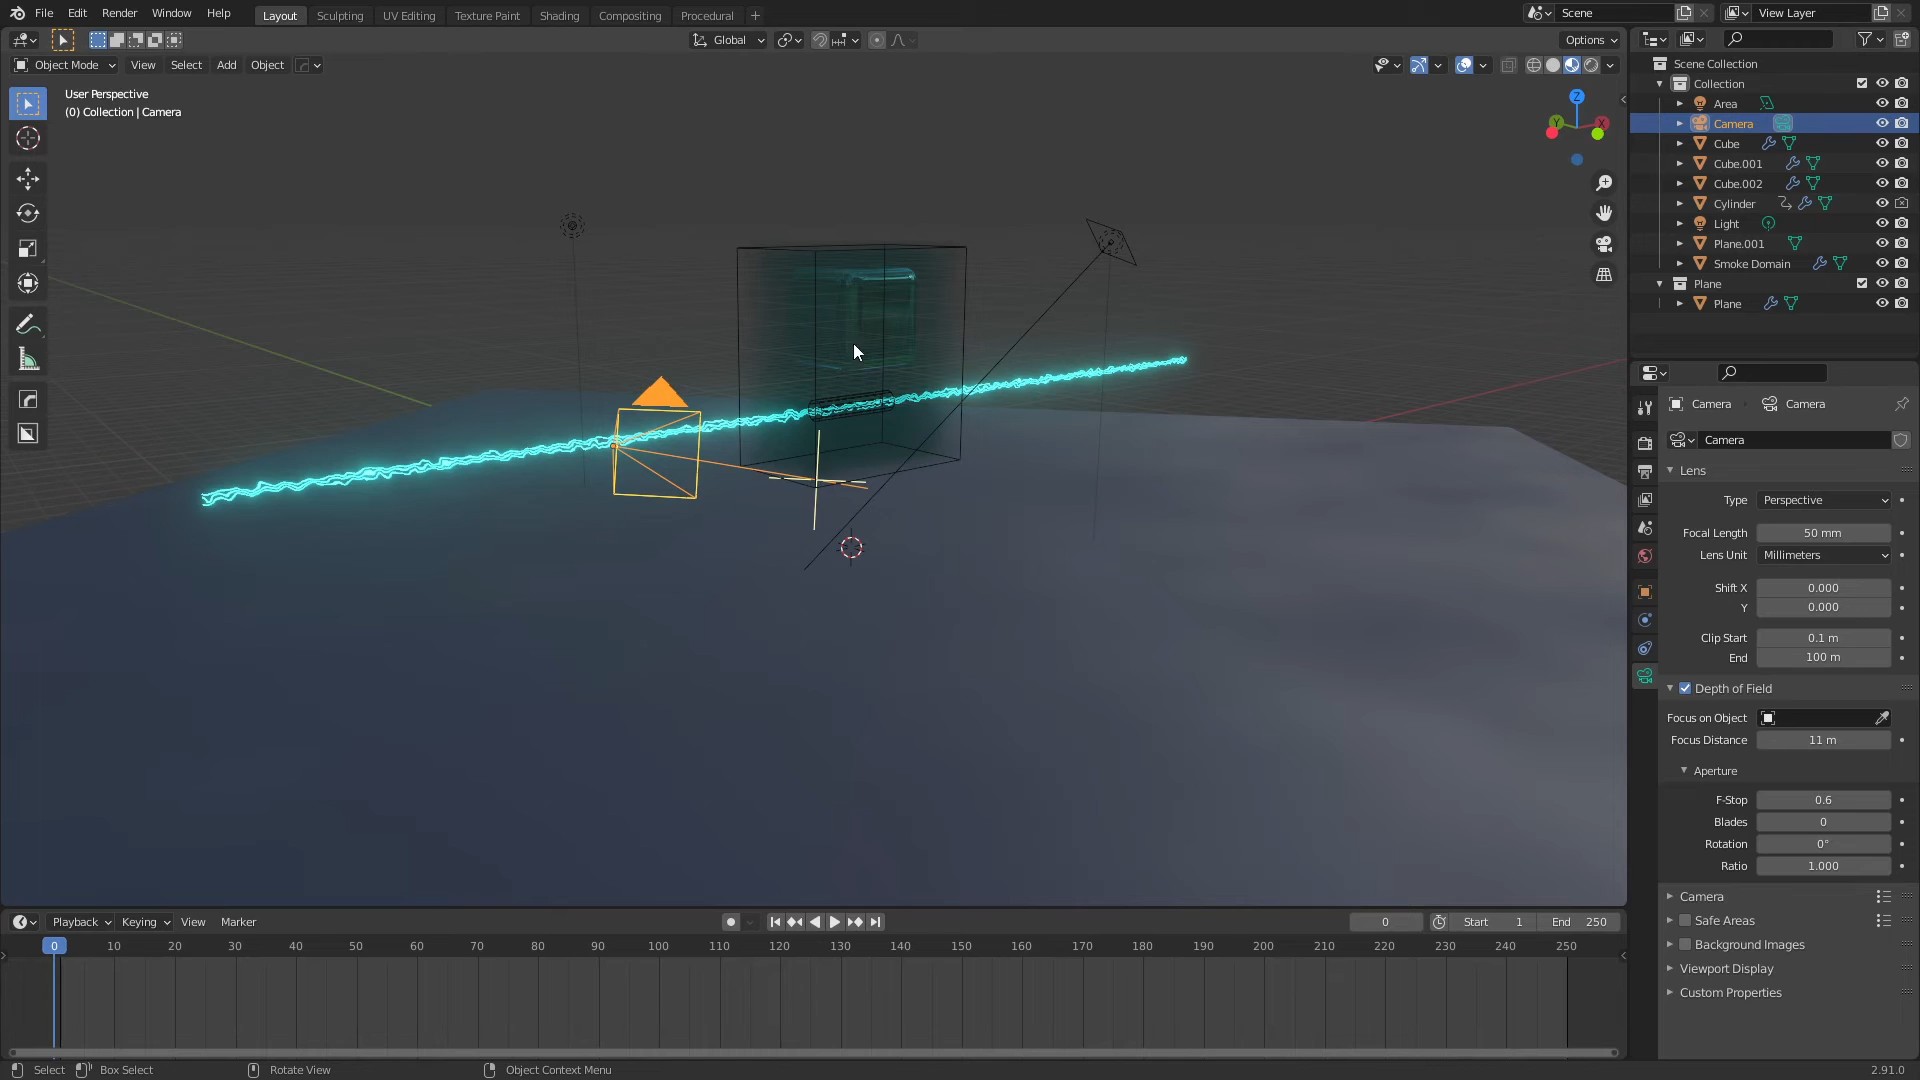 File Edit Render Window Help
Layout Sculpting UV Editing Texture Paint Shading Compositing Procedural +
Scene
View Layer
Global
Options
Object Mode View Select Add Object
User Perspective
(0) Collection | Camera
Z
Y
X
Scene Collection
Collection
Area
Camera
Cube
Cube.001
Cube.002
Cylinder
Light
Plane.001
Smoke Domain
Plane
Plane
Camera Camera
Camera
Lens
Type Perspective
Focal Length 50 mm
Lens Unit Millimeters
Shift X 0.000
Y 0.000
Clip Start 0.1 m
End 100 m
Depth of Field
Focus on Object
Focus Distance 11 m
Aperture
F-Stop 0.6
Blades 0
Rotation 0°
Ratio 1.000
Camera
Safe Areas
Background Images
Viewport Display
Custom Properties
Playback Keying View Marker
0 Start 1 End 250
0 10 20 30 40 50 60 70 80 90 100 110 120 130 140 150 160 170 180 190 200 210 220 230 240 250
Select Box Select Rotate View Object Context Menu 2.91.0